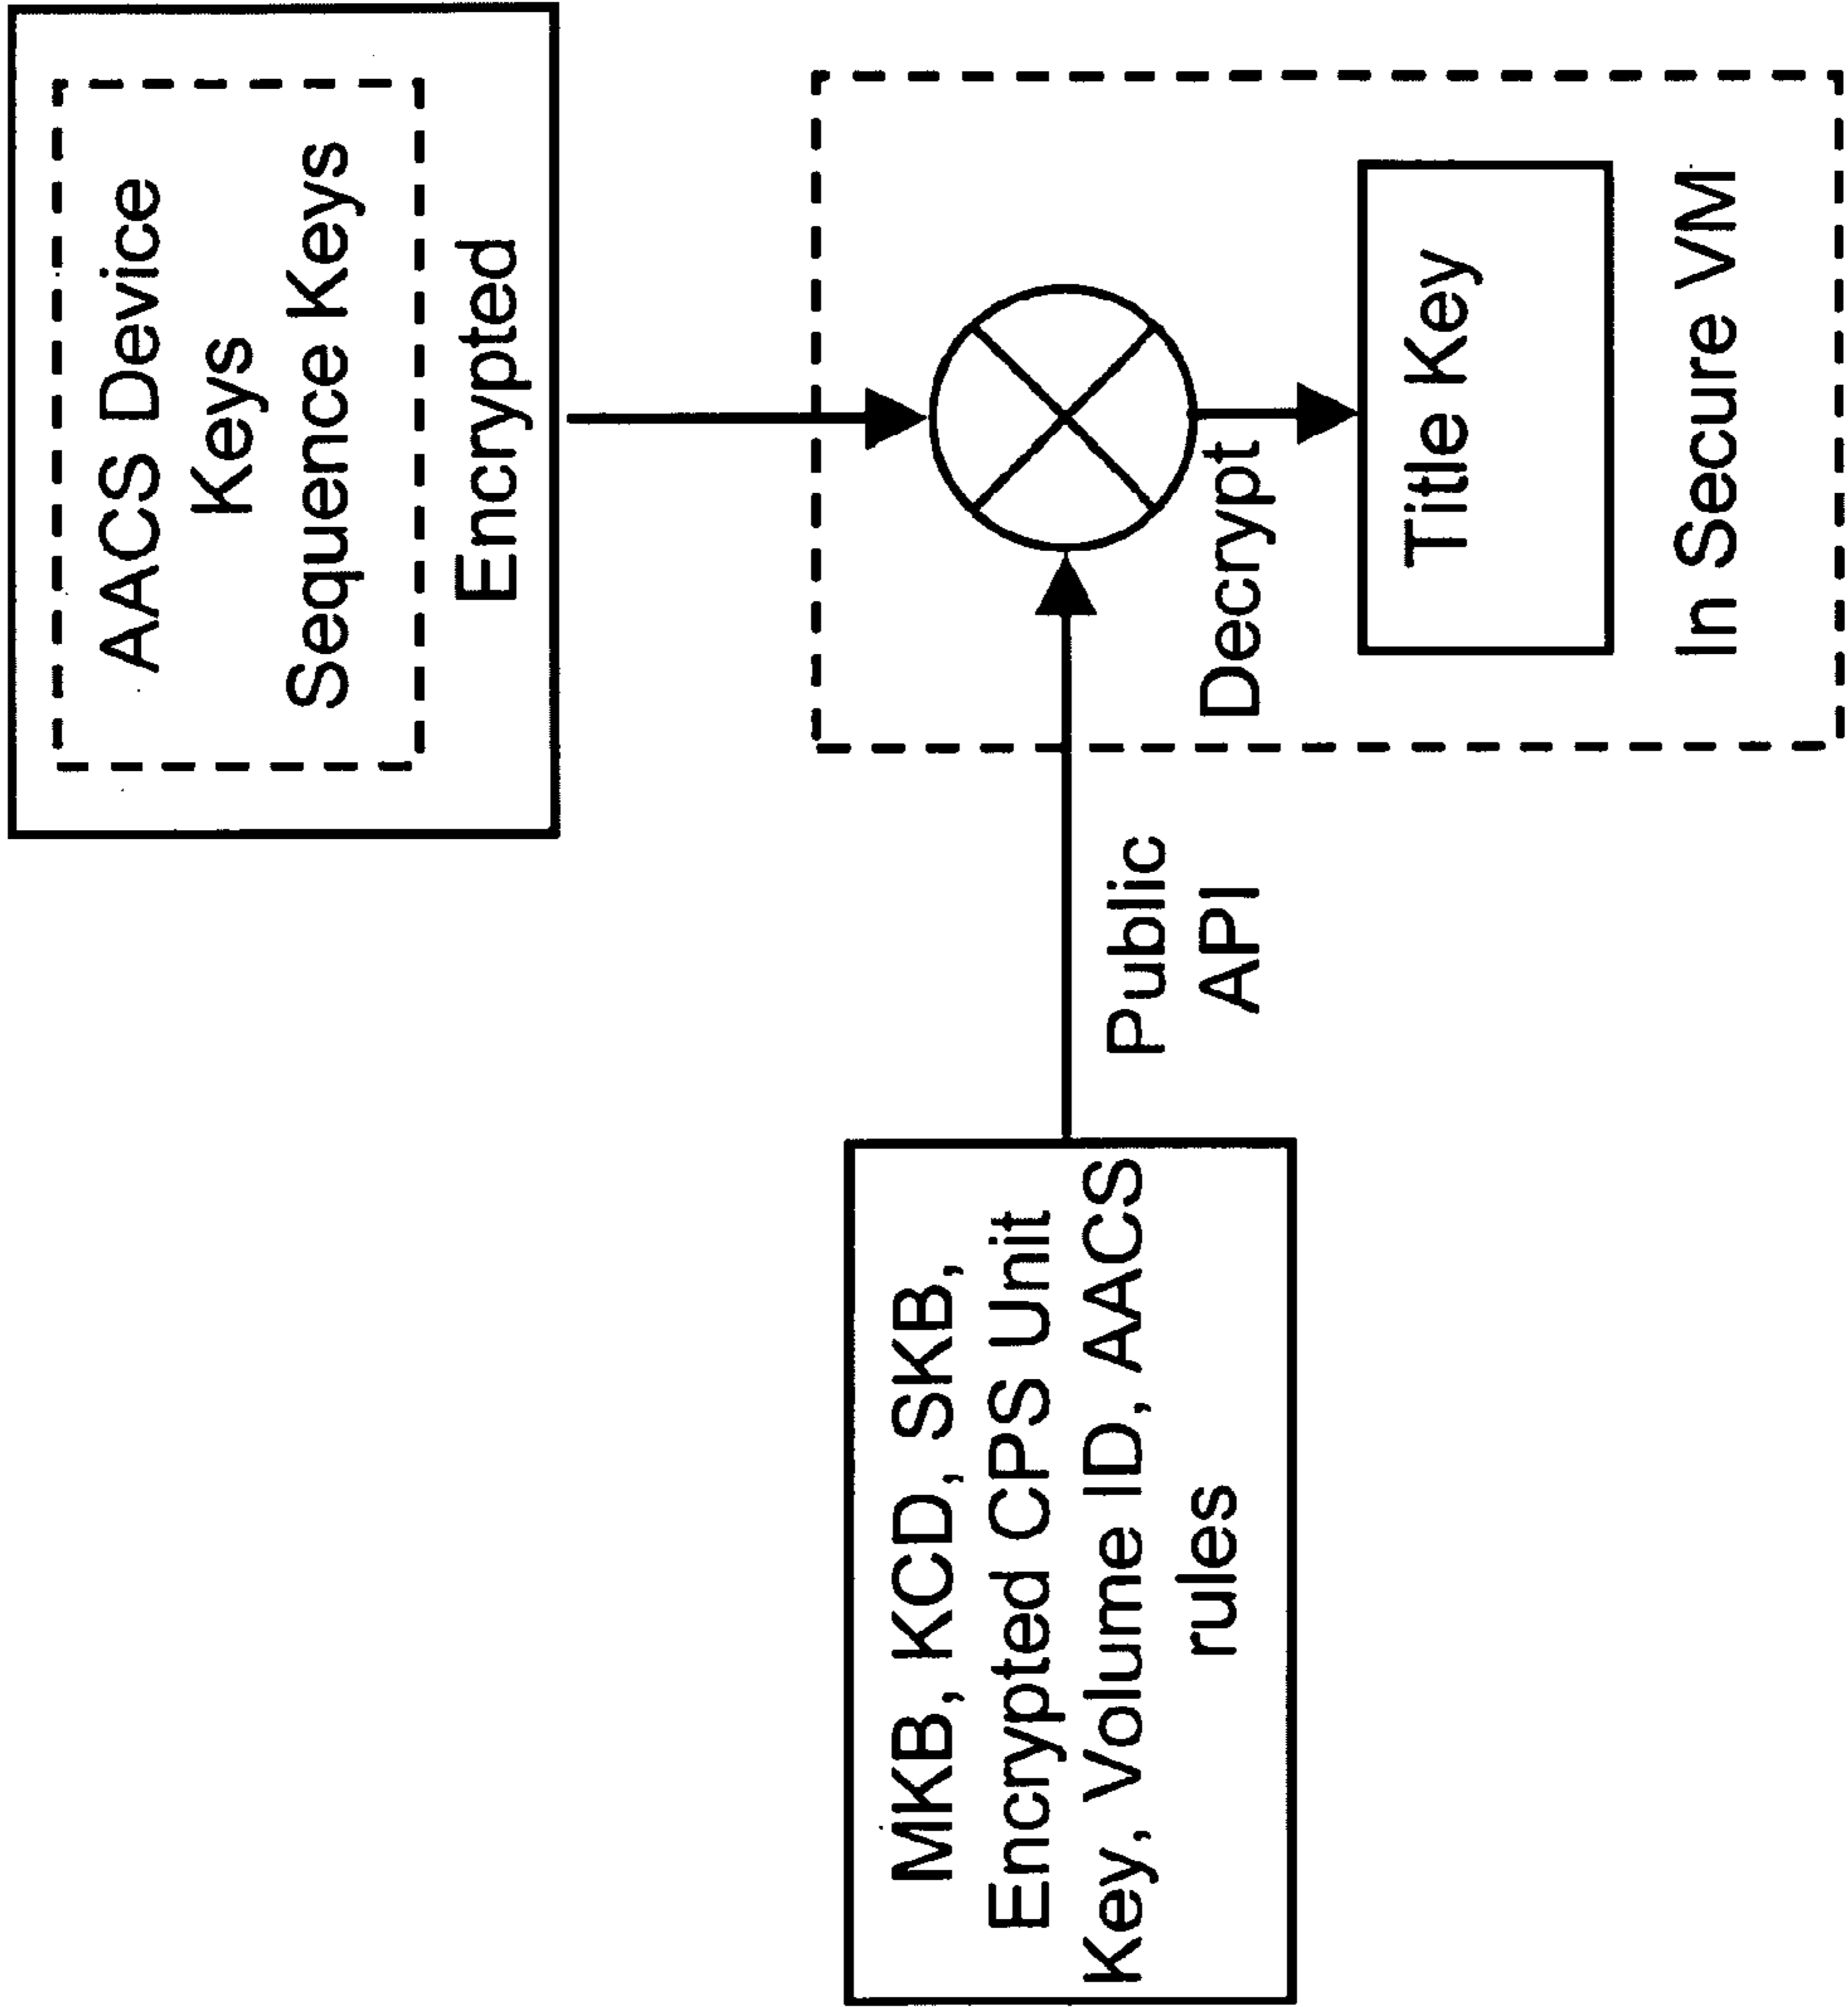 AACS Device
Keys
Sequence Keys
Encrypted
MKB, KCD, SKB,
Encrypted CPS Unit
Key, Volume ID, AACS
rules
Public
API
Decrypt
Title Key
In Secure VM